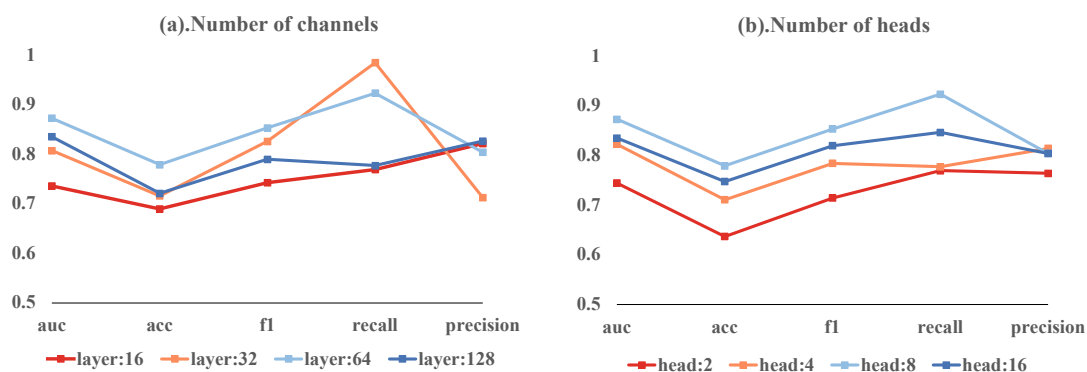 (a).Number of channels
1
0.9
0.8
0.7
0.6
0.5
auc acc f1 recall precision
layer:16 layer:32 layer:64 layer:128
(b).Number of heads
1
0.9
0.8
0.7
0.6
0.5
auc acc f1 recall precision
head:2 head:4 head:8 head:16